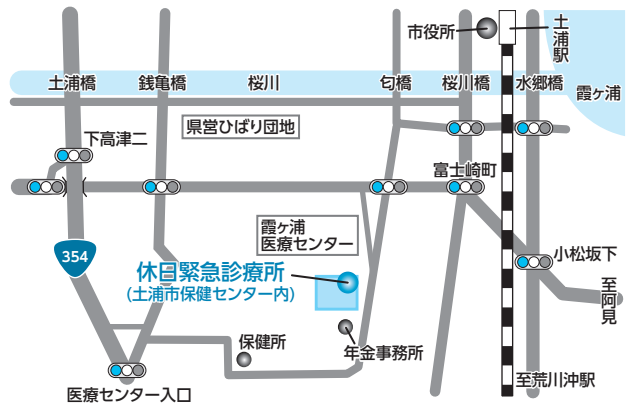 市役所
土浦駅
土浦橋
銭亀橋
桜川
匂橋
桜川橋
水郷橋
霞ヶ浦
県営ひばり団地
下高津二
富士崎町
霞ヶ浦
医療センター
354
休日緊急診療所
(土浦市保健センター内)
小松坂下
至阿見
保健所
年金事務所
医療センター入口
至荒川沖駅